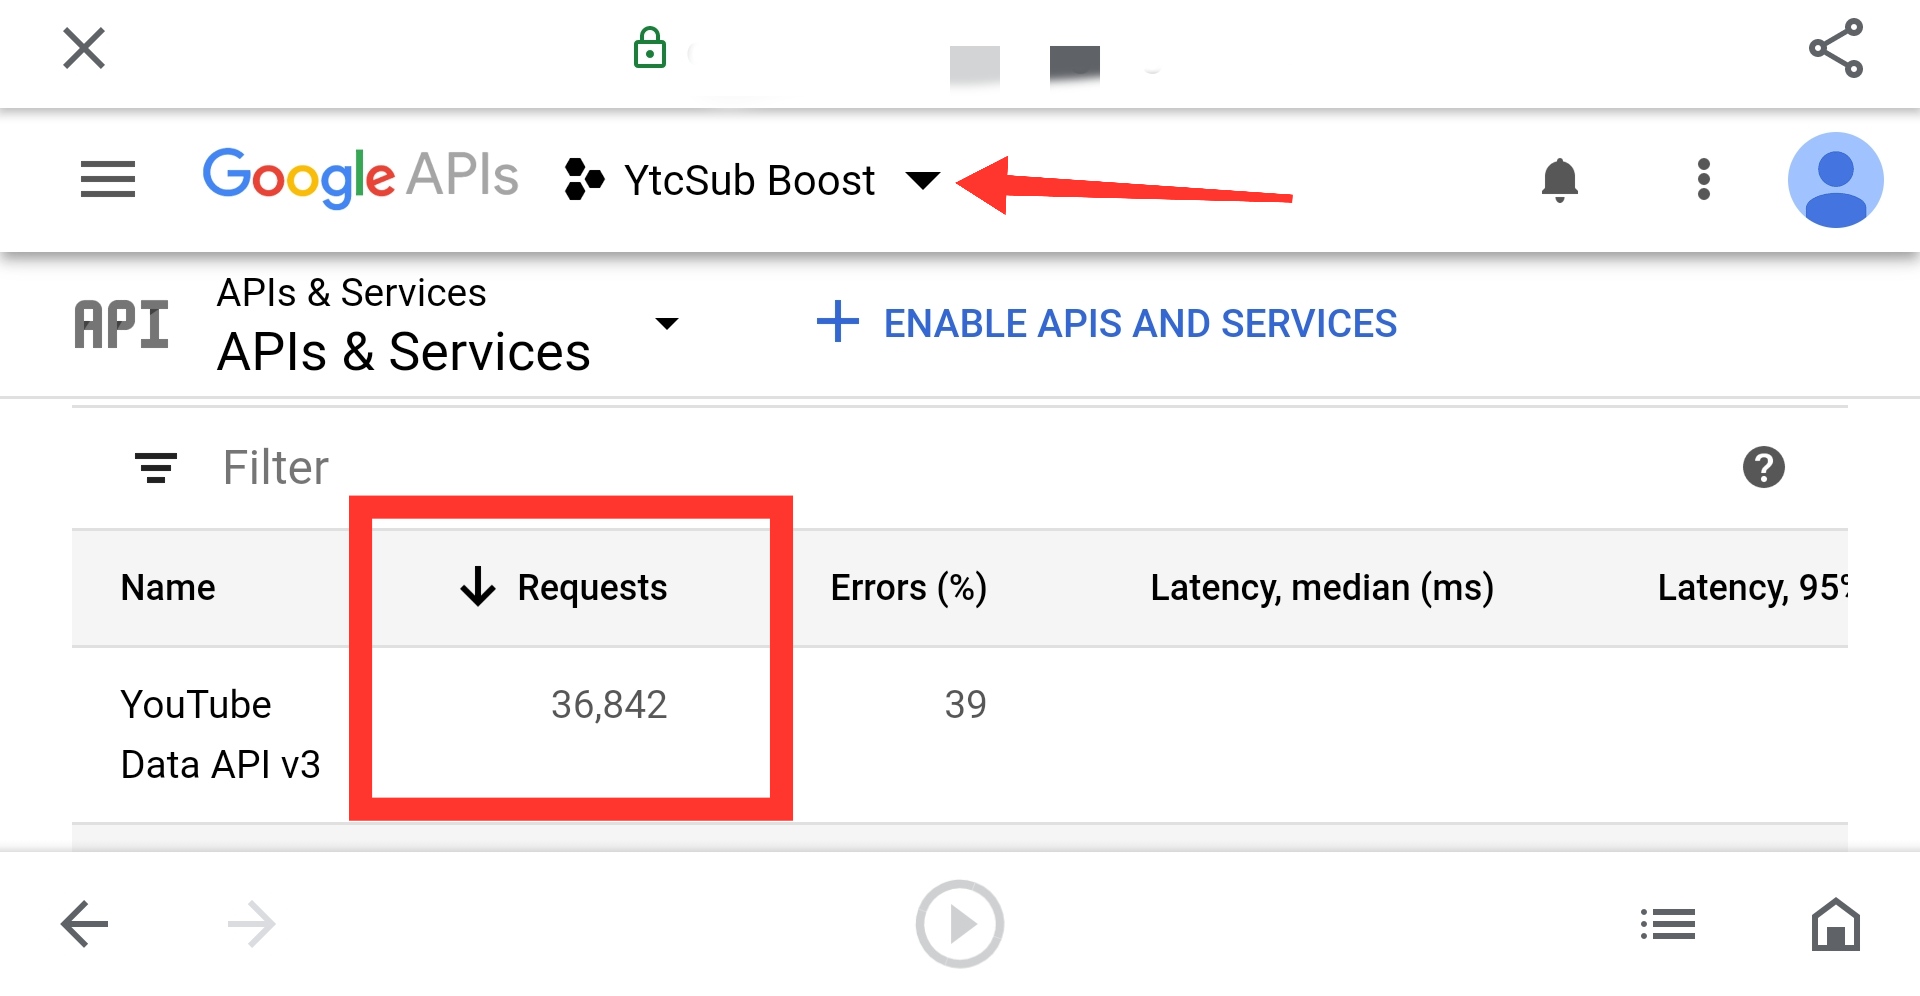 Google APIs YtcSub Boost
APIs & Services
APIs & Services
ENABLE APIS AND SERVICES
API
Filter
Name Requests Errors (%) Latency, median (ms) Latency, 95%
YouTube 36,842 39
Data API v3